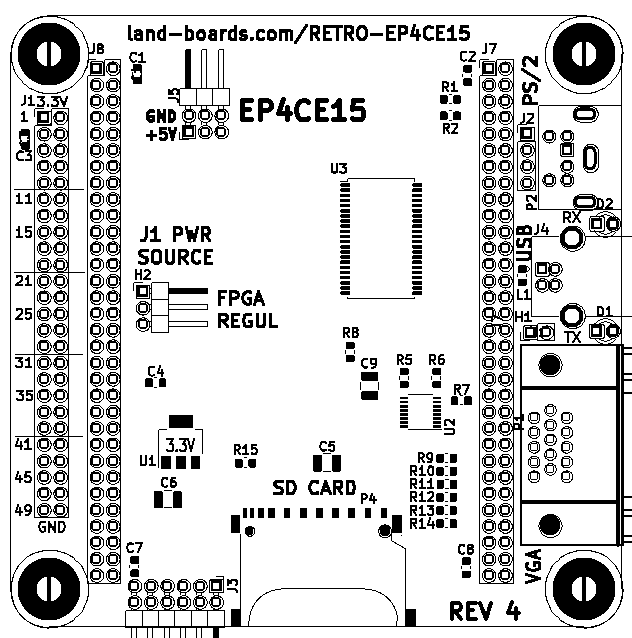 land-boards.com/RETRO-EP4CE15
J8
C1
C2
J7
PS/2
J1 3.3V
J5
R1
1
GND
EP4CE15
+5V
R2
J2
C3
U3
P2
11
D2
RX
15
J1 PWR
SOURCE
J4
USB
21
H2
L1
FPGA
25
REGUL
H1
D1
TX
R8
31
C4
C9
R5
R6
35
R7
P1
U2
41
3.3V
U1
R15
C5
R9
R10
45
R11
C6
SD CARD
P4
R12
49
R13
GND
R14
C7
C8
VGA
J3
REV 4